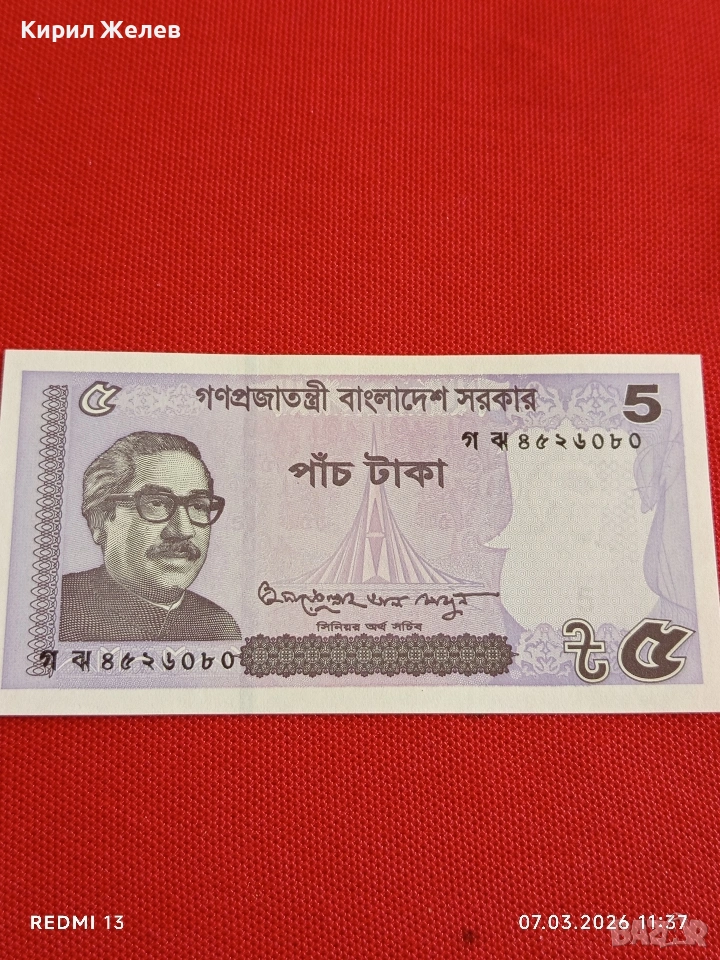 Кирил Желев
৫ গণপ্রজাতন্ত্রী বাংলাদেশ সরকার 5
গ ঝ ৪৫২৬০৮০
পাঁচ টাকা
সিনিয়র অর্থ সচিব
গ ঝ ৪৫২৬০৮০
৳ ৫
REDMI 13 07.03.2026 11:37
BAZAR